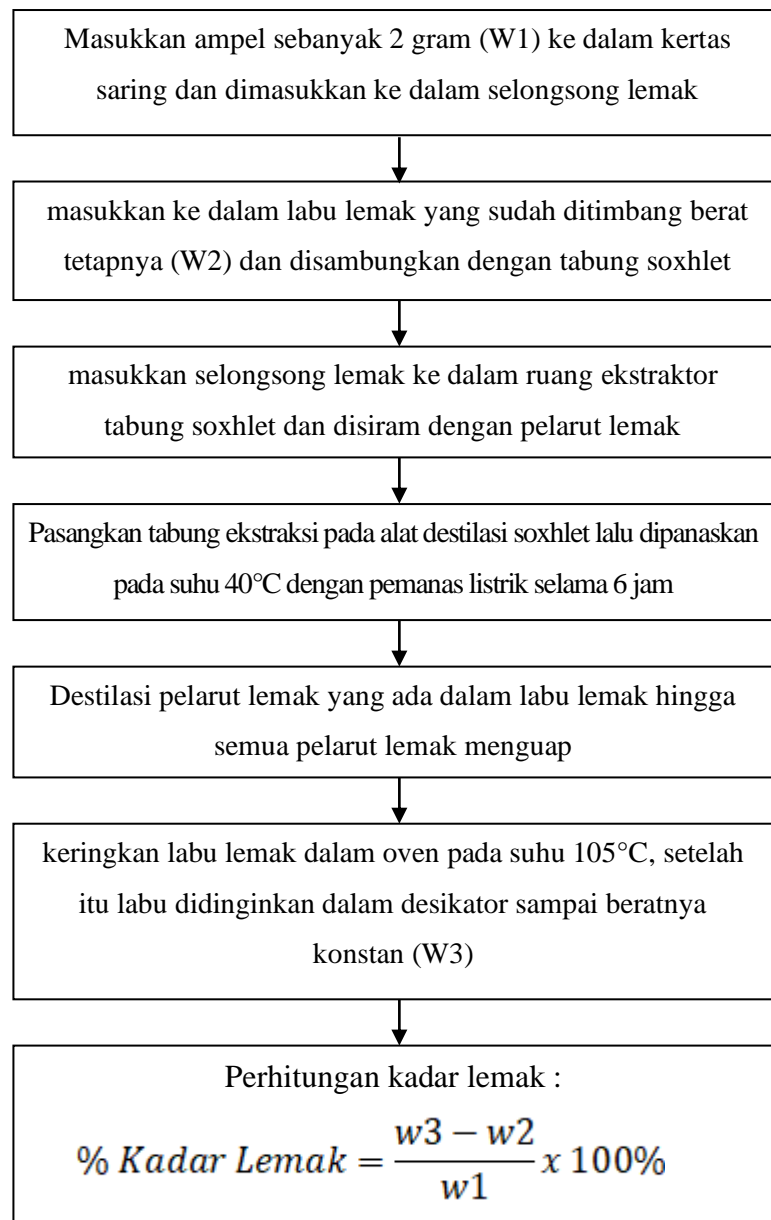 Masukkan ampel sebanyak 2 gram (W1) ke dalam kertas
saring dan dimasukkan ke dalam selongsong lemak
masukkan ke dalam labu lemak yang sudah ditimbang berat
tetapnya (W2) dan disambungkan dengan tabung soxhlet
masukkan selongsong lemak ke dalam ruang ekstraktor
tabung soxhlet dan disiram dengan pelarut lemak
Pasangkan tabung ekstraksi pada alat destilasi soxhlet lalu dipanaskan
pada suhu 40°C dengan pemanas listrik selama 6 jam
Destilasi pelarut lemak yang ada dalam labu lemak hingga
semua pelarut lemak menguap
keringkan labu lemak dalam oven pada suhu 105°C, setelah
itu labu didinginkan dalam desikator sampai beratnya
konstan (W3)
Perhitungan kadar lemak :
% Kadar Lemak = \frac{w3 − w2}{w1} x 100%